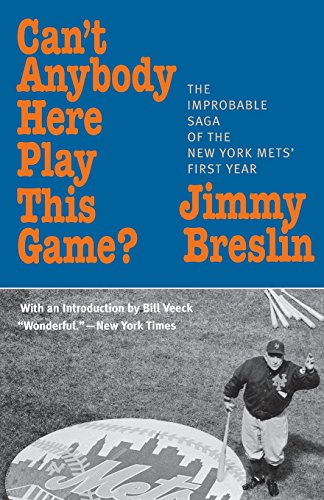 Can't
Anybody
Here
Play
This
Game?
THE
IMPROBABLE
SAGA
OF THE
NEW YORK METS'
FIRST YEAR
Jimmy
Breslin
With an Introduction by Bill Veeck
"Wonderful."—New York Times
Mets
NY